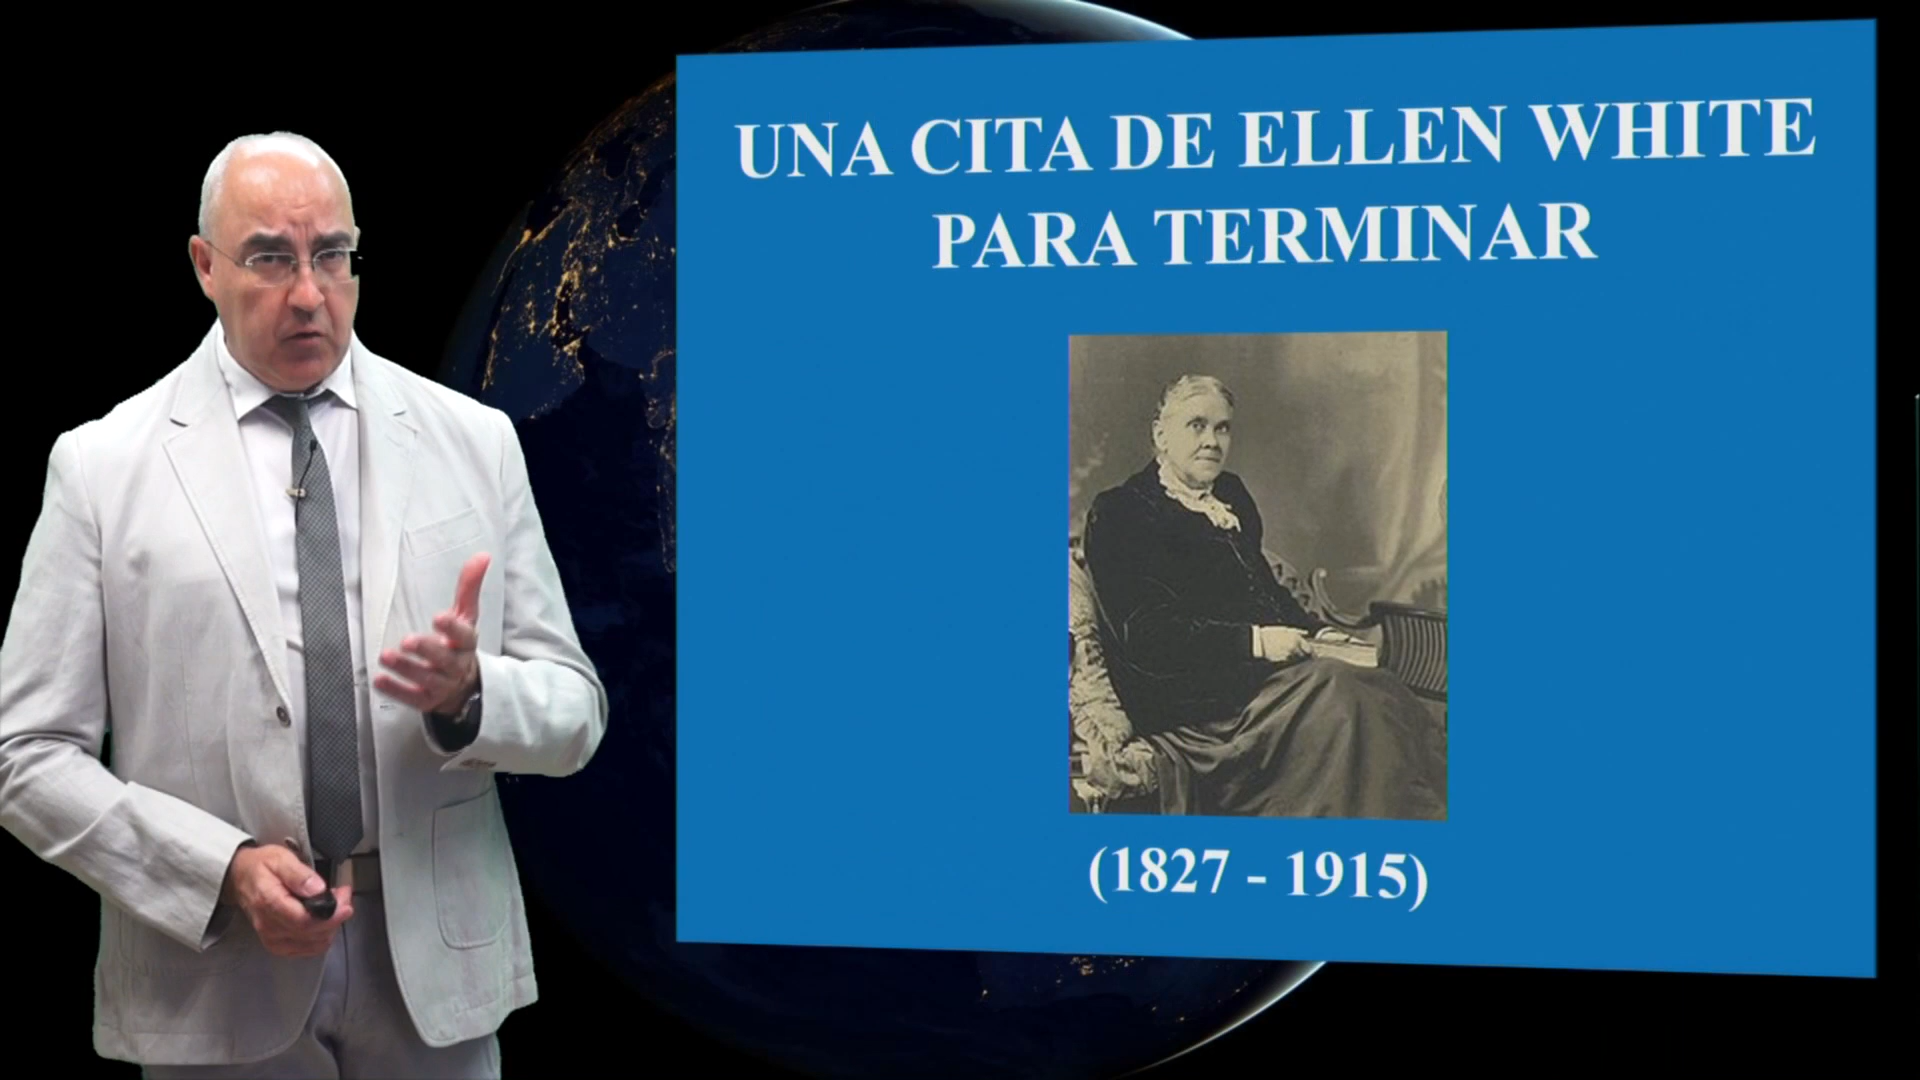 UNA CITA DE ELLEN WHITE
PARA TERMINAR
(1827 - 1915)